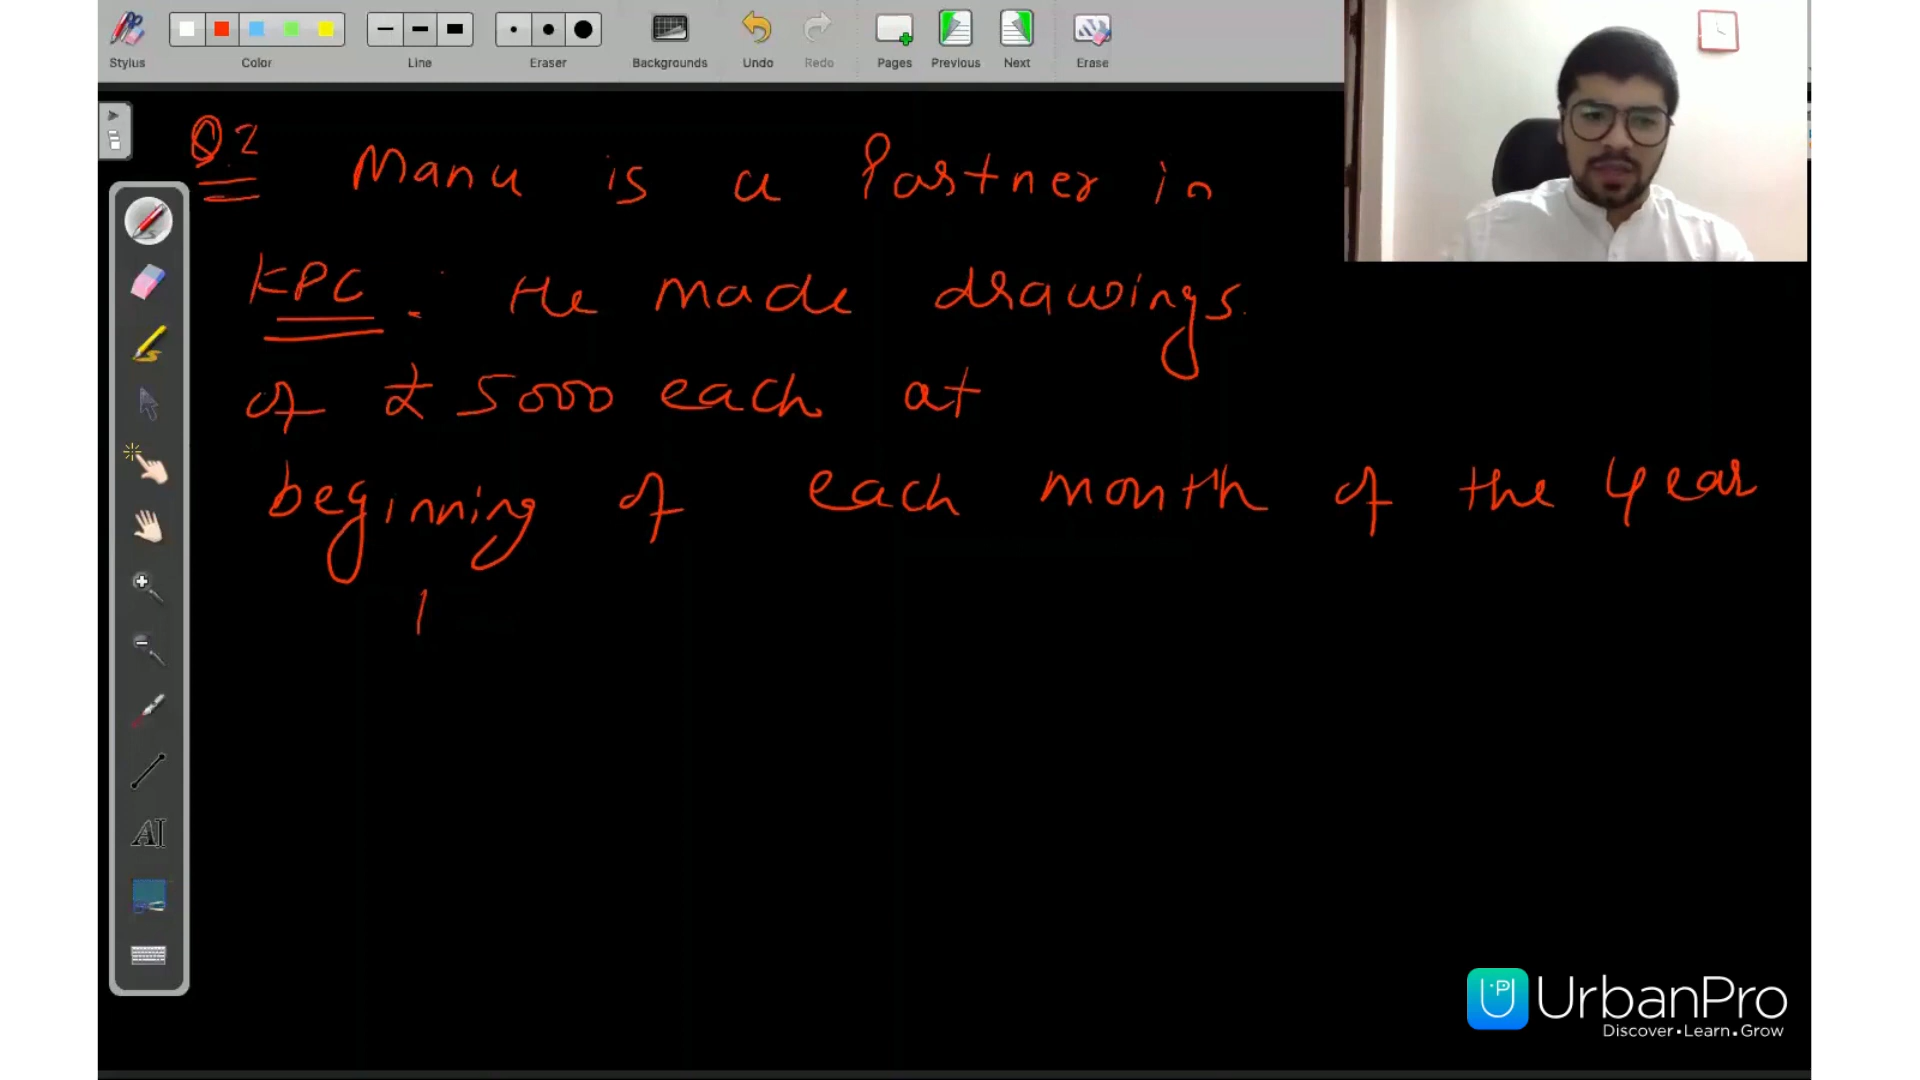 Stylus Color Line Eraser Backgrounds Undo Redo Pages Previous Next Erase
Q.2 Manu is a Partner in
KPC. He made drawings.
of ₹ 5000 each at
beginning of each month of the year
UrbanPro
Discover.Learn.Grow